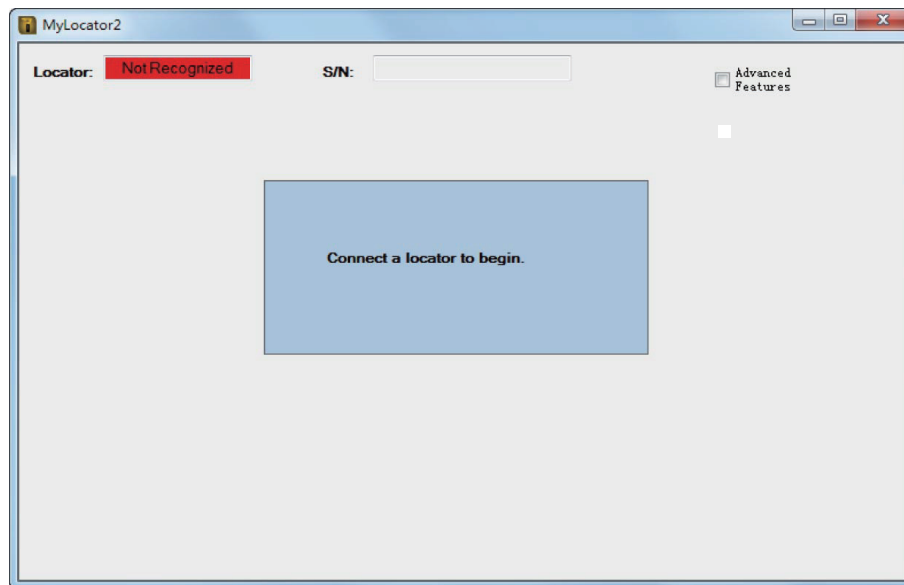 MyLocator2
Locator: Not Recognized S/N:
Advanced
Features
Connect a locator to begin.